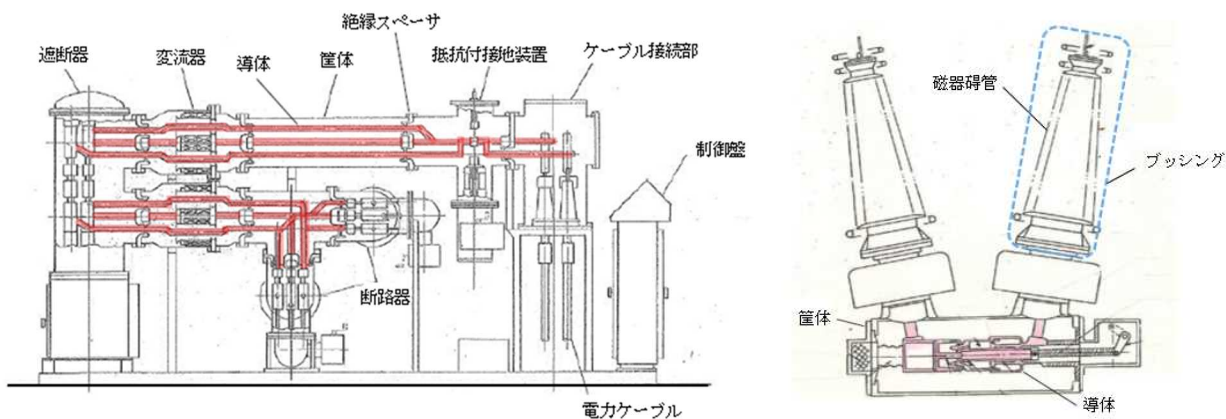 絶縁スペーサ
遮断器
変流器
導体
筐体
抵抗付接地装置
ケーブル接続部
制御盤
断路器
電力ケーブル
磁器碍管
ブッシング
筐体
導体